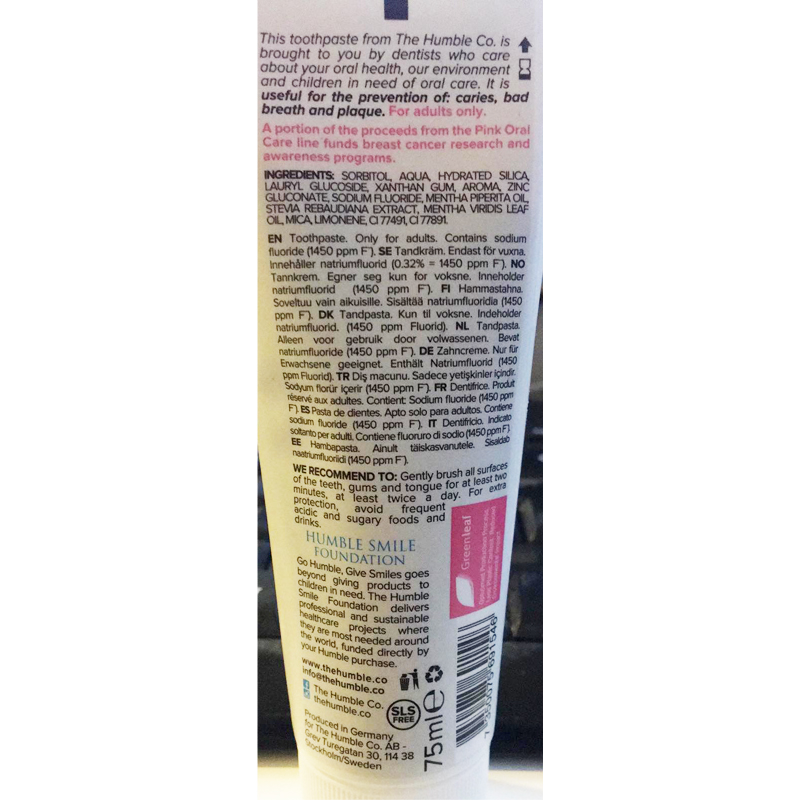 This toothpaste from The Humble Co. is
brought to you by dentists who care
about your oral health, our environment
and children in need of oral care. It is
useful for the prevention of: caries, bad
breath and plaque. For adults only.
A portion of the proceeds from the Pink Oral
Care line funds breast cancer research and
awareness programs.
INGREDIENTS: SORBITOL, AQUA, HYDRATED SILICA,
LAURYL GLUCOSIDE, XANTHAN GUM, AROMA, ZINC
GLUCONATE, SODIUM FLUORIDE, MENTHA PIPERITA OIL,
STEVIA REBAUDIANA EXTRACT, MENTHA VIRIDIS LEAF
OIL, MICA, LIMONENE, CI 77491, CI 77891.
EN Toothpaste. Only for adults. Contains sodium
fluoride (1450 ppm F⁻). SE Tandkräm. Endast för vuxna.
Innehåller natriumfluorid (0.32% = 1450 ppm F⁻). NO
Tannkrem. Egner seg kun for voksne. Inneholder
natriumfluorid (1450 ppm F⁻). FI Hammastahna.
Soveltuu vain aikuisille. Sisältää natriumfluoridia (1450
ppm F⁻). DK Tandpasta. Kun til voksne. Indeholder
natriumfluorid. (1450 ppm Fluorid). NL Tandpasta.
Alleen voor gebruik door volwassenen. Bevat
natriumfluoride (1450 ppm F⁻). DE Zahncreme. Nur für
Erwachsene geeignet. Enthält Natriumfluorid (1450
ppm Fluorid). TR Diş macunu. Sadece yetişkinler içindir.
Sodyum florür içerir (1450 ppm F⁻). FR Dentifrice. Produit
réservé aux adultes. Contient: Sodium fluoride (1450 ppm
F⁻). ES Pasta de dientes. Apto solo para adultos. Contiene
sodium fluoride (1450 ppm F⁻). IT Dentifricio. Indicato
soltanto per adulti. Contiene fluoruro di sodio (1450 ppm F⁻).
EE Hambapasta. Ainult täiskasvanutele. Sisaldab
naatriumfluoriidi (1450 ppm F⁻).
WE RECOMMEND TO: Gently brush all surfaces
of the teeth, gums and tongue for at least two
minutes, at least twice a day. For extra
protection, avoid frequent
acidic and sugary foods and
drinks.
HUMBLE SMILE
FOUNDATION
Go Humble, Give Smiles goes
beyond giving products to
children in need. The Humble
Smile Foundation delivers
professional and sustainable
healthcare projects where
they are most needed around
the world, funded directly by
your Humble purchase.
www.thehumble.co
info@thehumble.co
The Humble Co.
thehumble.co
Produced in Germany
for The Humble Co. AB -
Grev Turegatan 30, 114 38
Stockholm/Sweden
SLS
FREE
75ml e
Greenleaf